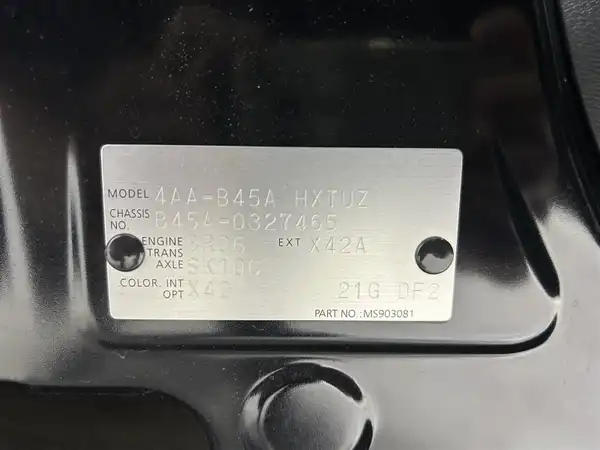 MODEL 4AA-B45A HXTUZ
CHASSIS NO. B45A-0327465
ENGINE BR06 EXT X42A
TRANS AXLE
COLOR. INT X42
OPT 21G DF2
PART NO.: MS903081